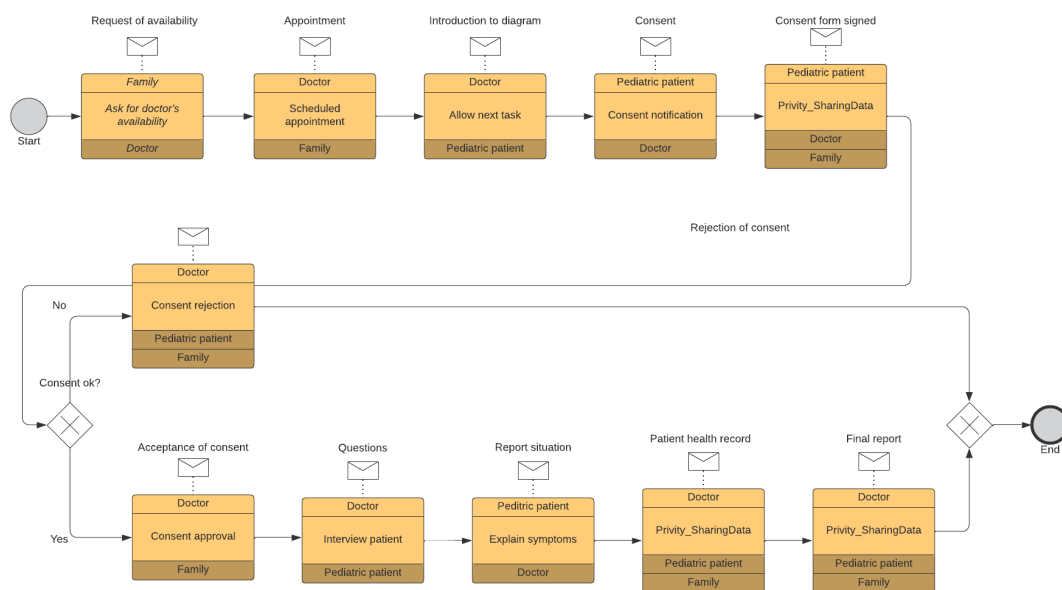 Request of availability
Appointment
Introduction to diagram
Consent
Consent form signed
Start
Family
Ask for doctor's
availability
Doctor
Doctor
Scheduled
appointment
Family
Doctor
Allow next task
Pediatric patient
Pediatric patient
Consent notification
Doctor
Pediatric patient
Privity_SharingData
Doctor
Family
Rejection of consent
Doctor
Consent rejection
Pediatric patient
Family
No
Consent ok?
Yes
Acceptance of consent
Questions
Report situation
Patient health record
Final report
End
Doctor
Consent approval
Family
Doctor
Interview patient
Pediatric patient
Peditric patient
Explain symptoms
Doctor
Doctor
Privity_SharingData
Pediatric patient
Family
Doctor
Privity_SharingData
Pediatric patient
Family